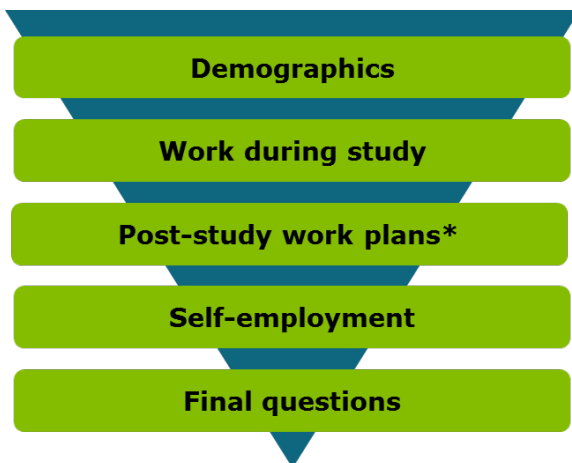 Demographics
Work during study
Post-study work plans*
Self-employment
Final questions